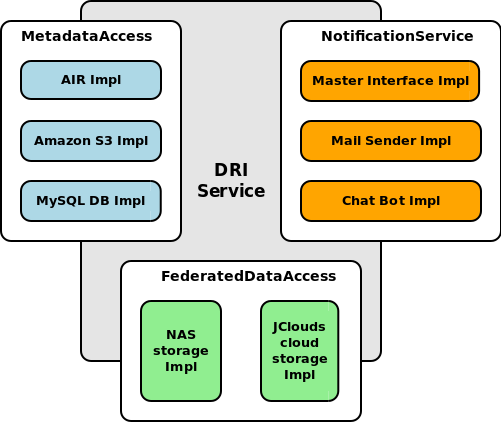 MetadataAccess
AIR Impl
Amazon S3 Impl
MySQL DB Impl
DRI
Service
NotificationService
Master Interface Impl
Mail Sender Impl
Chat Bot Impl
FederatedDataAccess
NAS
storage
Impl
JClouds
cloud
storage
Impl